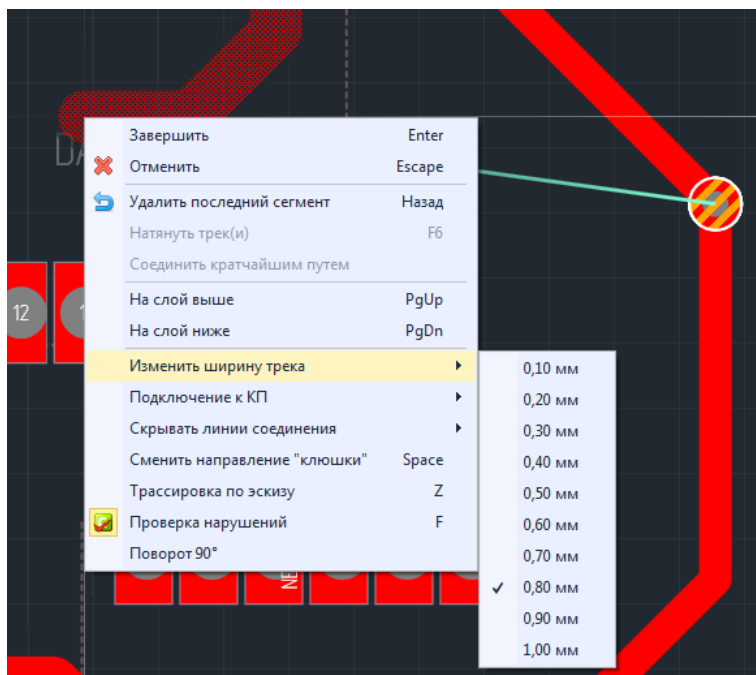 Завершить Enter
Отменить Escape
Удалить последний сегмент Назад
Натянуть трек(и) F6
Соединить кратчайшим путем
На слой выше PgUp
12
На слой ниже PgDn
Изменить ширину трека
Подключение к КП
Скрывать линии соединения
Сменить направление "клюшки" Space
Трассировка по эскизу Z
Проверка нарушений F
Поворот 90°
0,10 мм
0,20 мм
0,30 мм
0,40 мм
0,50 мм
0,60 мм
0,70 мм
0,80 мм
0,90 мм
1,00 мм